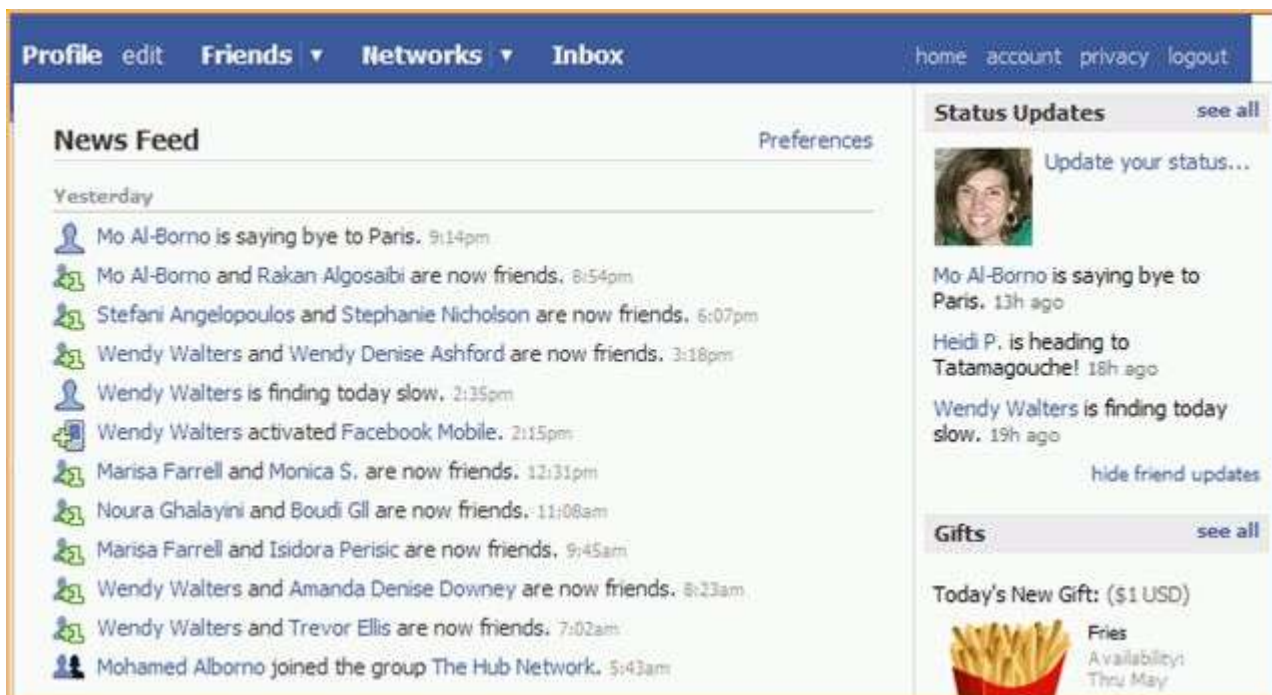 Profile edit Friends ▼ Networks ▼ Inbox home account privacy logout
News Feed Preferences
Yesterday
Mo Al-Borno is saying bye to Paris. 9:14pm
Mo Al-Borno and Rakan Algosaibi are now friends. 8:54pm
Stefani Angelopoulos and Stephanie Nicholson are now friends. 6:07pm
Wendy Walters and Wendy Denise Ashford are now friends. 3:18pm
Wendy Walters is finding today slow. 2:35pm
Wendy Walters activated Facebook Mobile. 2:15pm
Marisa Farrell and Monica S. are now friends. 12:31pm
Noura Ghalayini and Boudi Gll are now friends. 11:08am
Marisa Farrell and Isidora Perisic are now friends. 9:45am
Wendy Walters and Amanda Denise Downey are now friends. 8:23am
Wendy Walters and Trevor Ellis are now friends. 7:02am
Mohamed Alborno joined the group The Hub Network. 5:43am
Status Updates see all
Update your status...
Mo Al-Borno is saying bye to
Paris. 13h ago
Heidi P. is heading to
Tatamagouche! 18h ago
Wendy Walters is finding today
slow. 19h ago
hide friend updates
Gifts see all
Today's New Gift: ($1 USD)
Fries
Availability:
Thru May